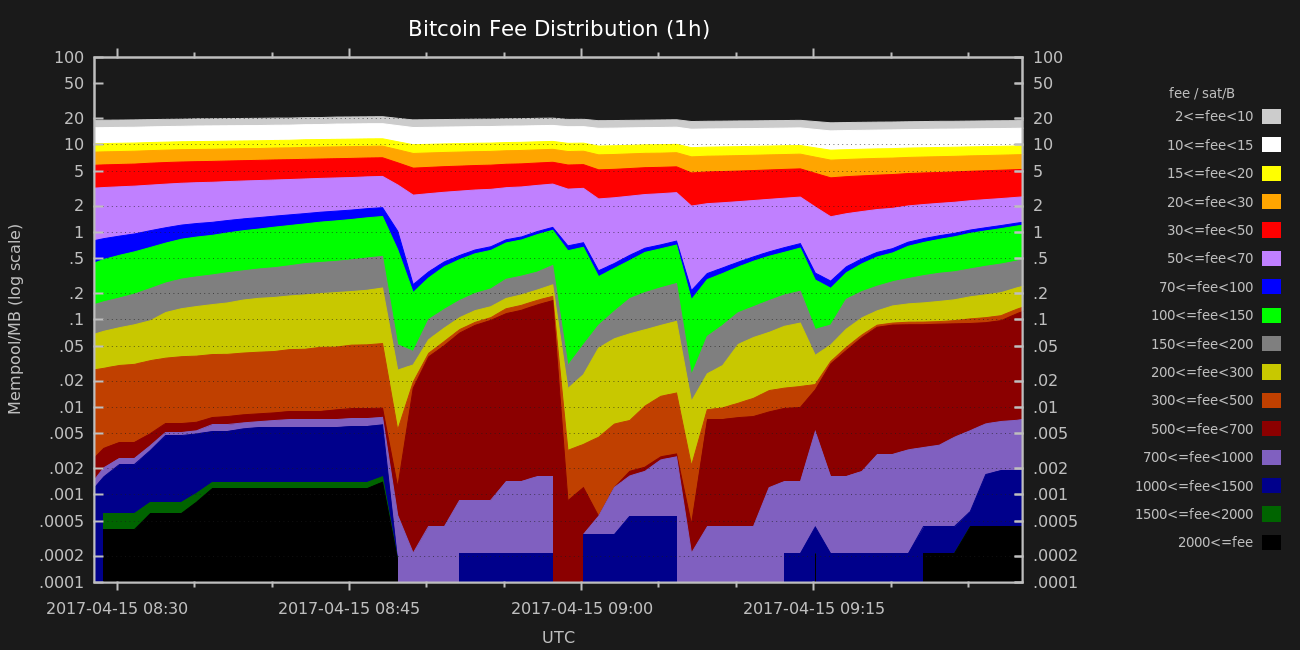 Bitcoin Fee Distribution (1h)
Mempool/MB (log scale)
100
50
20
10
5
2
1
.5
.2
.1
.05
.02
.01
.005
.002
.001
.0005
.0002
.0001
100
50
20
10
5
2
1
.5
.2
.1
.05
.02
.01
.005
.002
.001
.0005
.0002
.0001
2017-04-15 08:30
2017-04-15 08:45
2017-04-15 09:00
2017-04-15 09:15
UTC
fee / sat/B
2<=fee<10
10<=fee<15
15<=fee<20
20<=fee<30
30<=fee<50
50<=fee<70
70<=fee<100
100<=fee<150
150<=fee<200
200<=fee<300
300<=fee<500
500<=fee<700
700<=fee<1000
1000<=fee<1500
1500<=fee<2000
2000<=fee